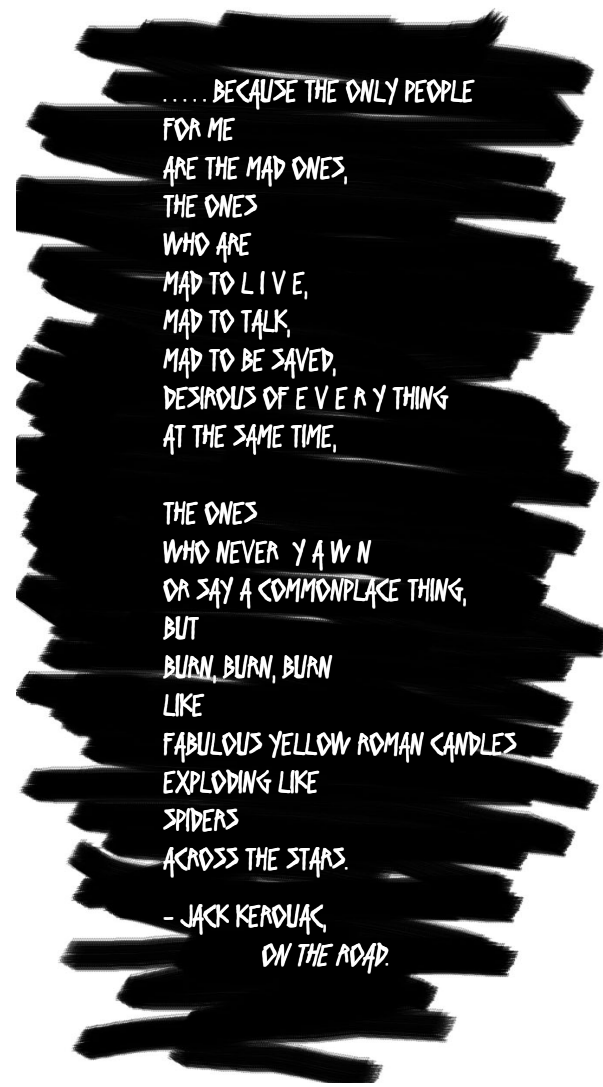 .....BECAUSE THE ONLY PEOPLE
FOR ME
ARE THE MAD ONES,
THE ONES
WHO ARE
MAD TO L I V E,
MAD TO TALK,
MAD TO BE SAVED,
DESIROUS OF E V E R Y THING
AT THE SAME TIME,
THE ONES
WHO NEVER Y A W N
OR SAY A COMMONPLACE THING,
BUT
BURN, BURN, BURN
LIKE
FABULOUS YELLOW ROMAN CANDLES
EXPLODING LIKE
SPIDERS
ACROSS THE STARS.
- JACK KEROUAC,
ON THE ROAD.